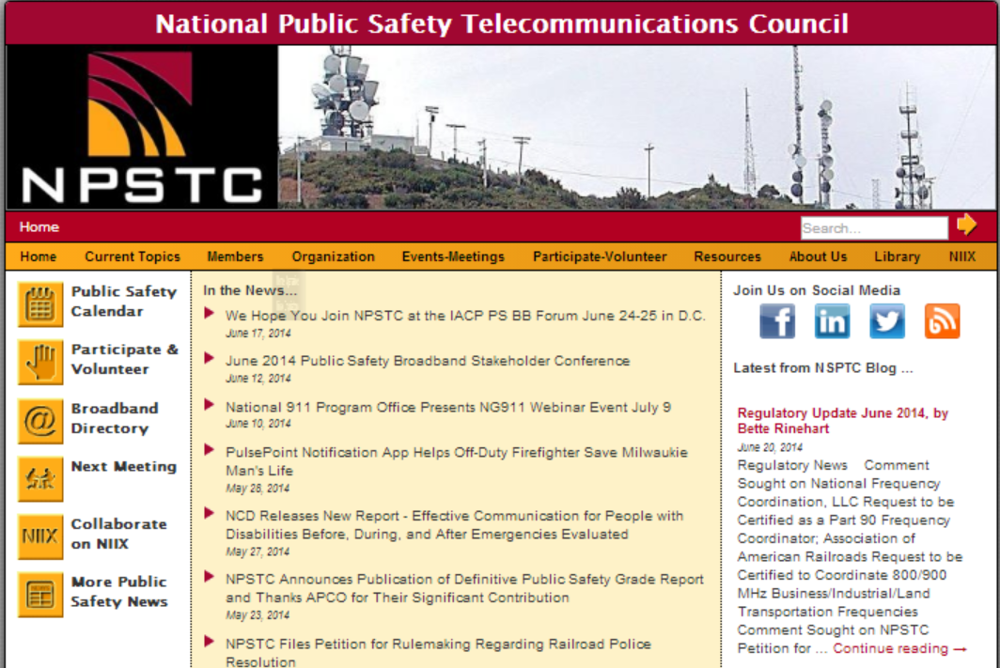 National Public Safety Telecommunications Council
NPSTC
Home
Search...
Home Current Topics Members Organization Events-Meetings Participate-Volunteer Resources About Us Library NIIX
Public Safety
Calendar
Participate &
Volunteer
@
Broadband
Directory
Next Meeting
NIIX
Collaborate
on NIIX
More Public
Safety News
In the News...
We Hope You Join NPSTC at the IACP PS BB Forum June 24-25 in D.C.
June 17, 2014
June 2014 Public Safety Broadband Stakeholder Conference
June 12, 2014
National 911 Program Office Presents NG911 Webinar Event July 9
June 10, 2014
PulsePoint Notification App Helps Off-Duty Firefighter Save Milwaukie
Man's Life
May 28, 2014
NCD Releases New Report - Effective Communication for People with
Disabilities Before, During, and After Emergencies Evaluated
May 27, 2014
NPSTC Announces Publication of Definitive Public Safety Grade Report
and Thanks APCO for Their Significant Contribution
May 23, 2014
NPSTC Files Petition for Rulemaking Regarding Railroad Police
Resolution
Join Us on Social Media
f in
Latest from NSPTC Blog ...
Regulatory Update June 2014, by
Bette Rinehart
June 20, 2014
Regulatory News Comment
Sought on National Frequency
Coordination, LLC Request to be
Certified as a Part 90 Frequency
Coordinator; Association of
American Railroads Request to be
Certified to Coordinate 800/900
MHz Business/Industrial/Land
Transportation Frequencies
Comment Sought on NPSTC
Petition for ... Continue reading →